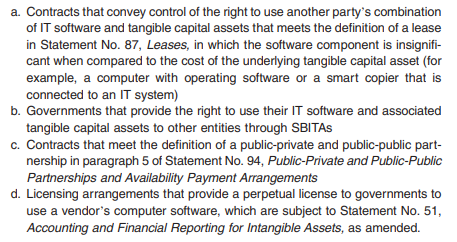 a. Contracts that convey control of the right to use another party's combination
of IT software and tangible capital assets that meets the definition of a lease
in Statement No. 87, Leases, in which the software component is insignifi-
cant when compared to the cost of the underlying tangible capital asset (for
example, a computer with operating software or a smart copier that is
connected to an IT system)
b. Governments that provide the right to use their IT software and associated
tangible capital assets to other entities through SBITAs
c. Contracts that meet the definition of a public-private and public-public part-
nership in paragraph 5 of Statement No. 94, Public-Private and Public-Public
Partnerships and Availability Payment Arrangements
d. Licensing arrangements that provide a perpetual license to governments to
use a vendor's computer software, which are subject to Statement No. 51,
Accounting and Financial Reporting for Intangible Assets, as amended.